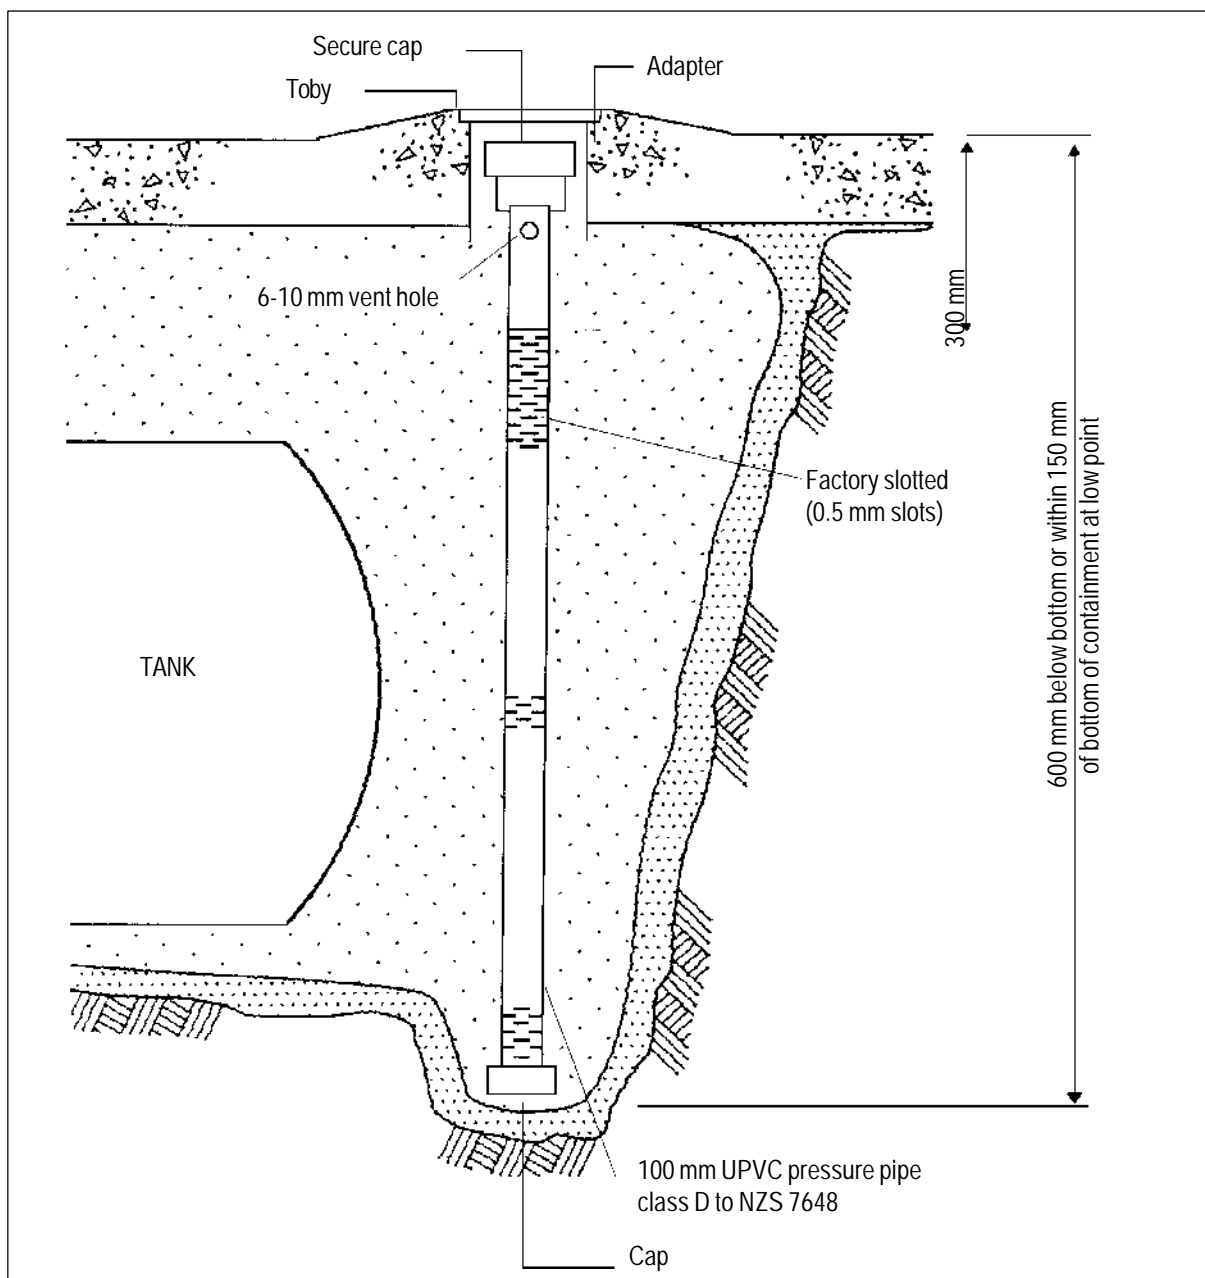 Secure cap
Adapter
Toby
6-10 mm vent hole
300 mm
Factory slotted
(0.5 mm slots)
TANK
600 mm below bottom or within 150 mm
of bottom of containment at low point
100 mm UPVC pressure pipe
class D to NZS 7648
Cap